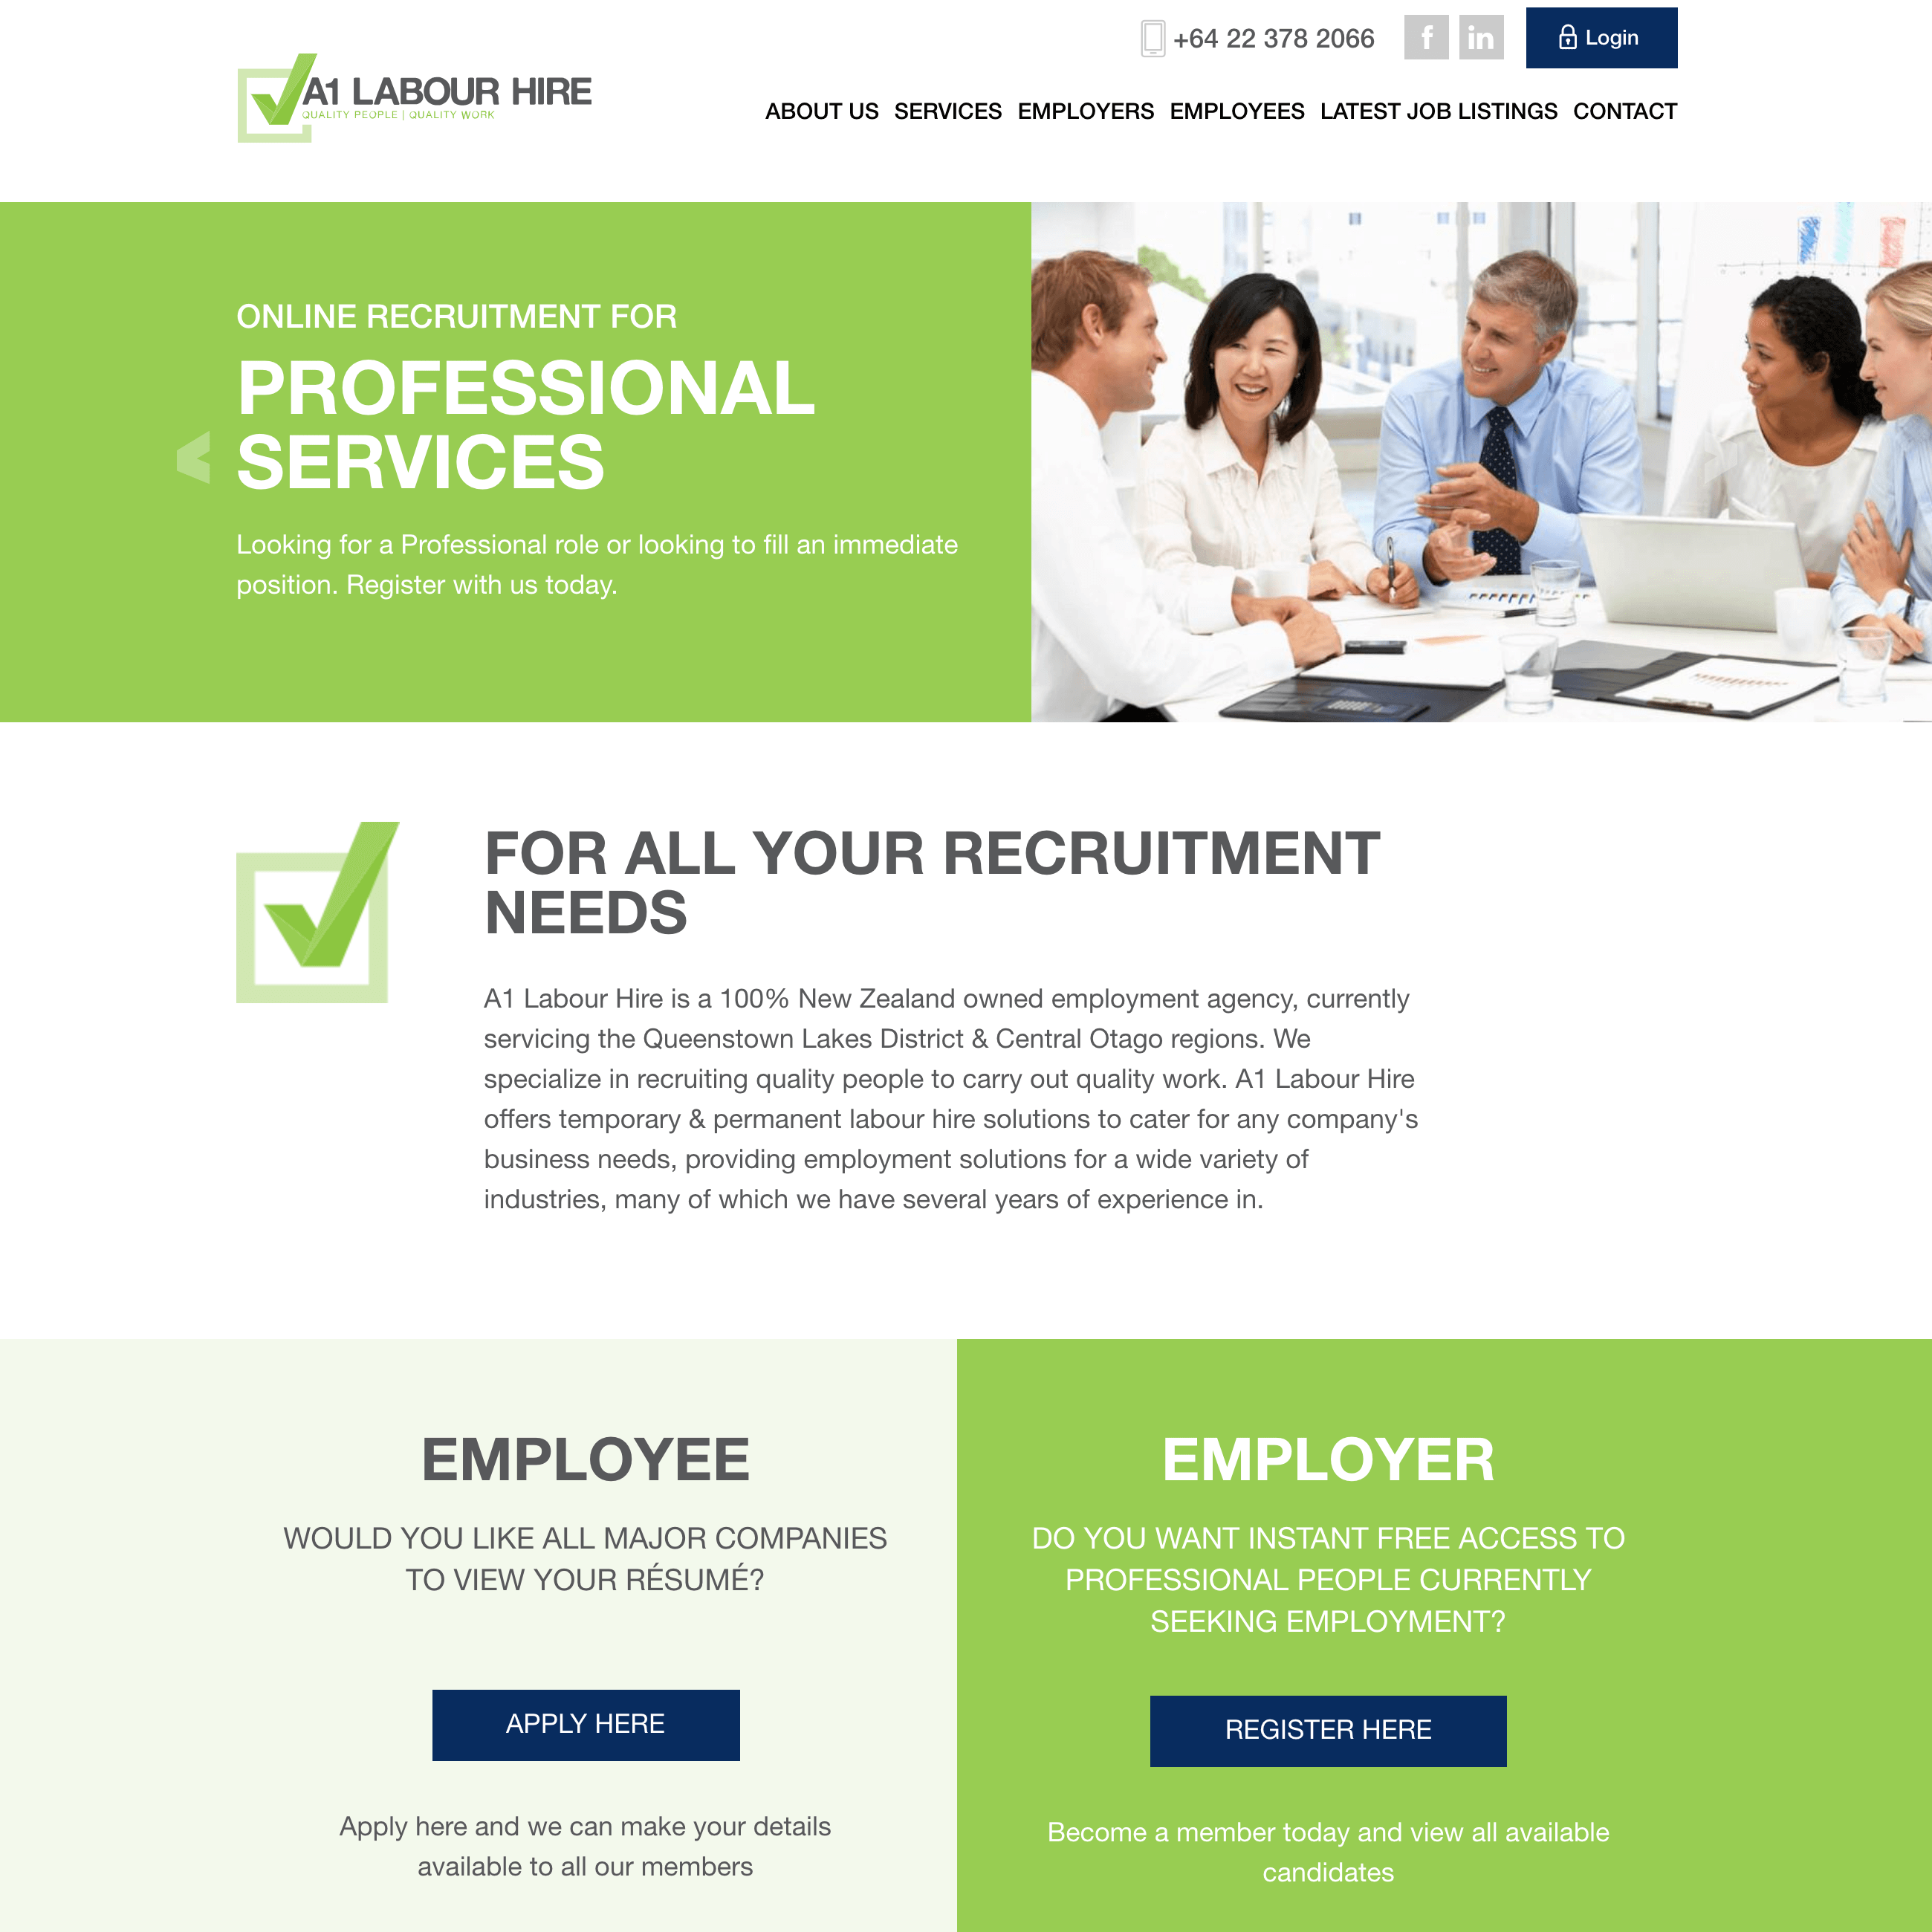 +64 22 378 2066
f
in
Login
A1 LABOUR HIRE
QUALITY PEOPLE | QUALITY WORK
ABOUT US SERVICES EMPLOYERS EMPLOYEES LATEST JOB LISTINGS CONTACT
ONLINE RECRUITMENT FOR
PROFESSIONAL
SERVICES
Looking for a Professional role or looking to fill an immediate
position. Register with us today.
FOR ALL YOUR RECRUITMENT
NEEDS
A1 Labour Hire is a 100% New Zealand owned employment agency, currently
servicing the Queenstown Lakes District & Central Otago regions. We
specialize in recruiting quality people to carry out quality work. A1 Labour Hire
offers temporary & permanent labour hire solutions to cater for any company's
business needs, providing employment solutions for a wide variety of
industries, many of which we have several years of experience in.
EMPLOYEE
WOULD YOU LIKE ALL MAJOR COMPANIES
TO VIEW YOUR RÉSUMÉ?
APPLY HERE
Apply here and we can make your details
available to all our members
EMPLOYER
DO YOU WANT INSTANT FREE ACCESS TO
PROFESSIONAL PEOPLE CURRENTLY
SEEKING EMPLOYMENT?
REGISTER HERE
Become a member today and view all available
candidates